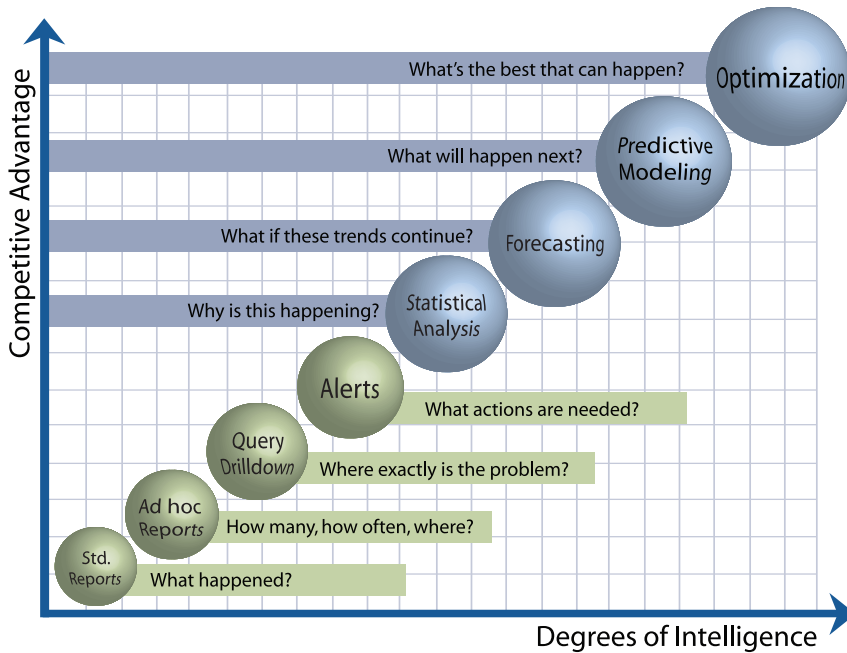 What's the best that can happen?
Optimization
What will happen next?
Predictive
Modeling
What if these trends continue?
Forecasting
Why is this happening?
Statistical
Analysis
Alerts
What actions are needed?
Query
Drilldown
Where exactly is the problem?
Ad hoc
Reports
How many, how often, where?
Std.
Reports
What happened?
Competitive Advantage
Degrees of Intelligence